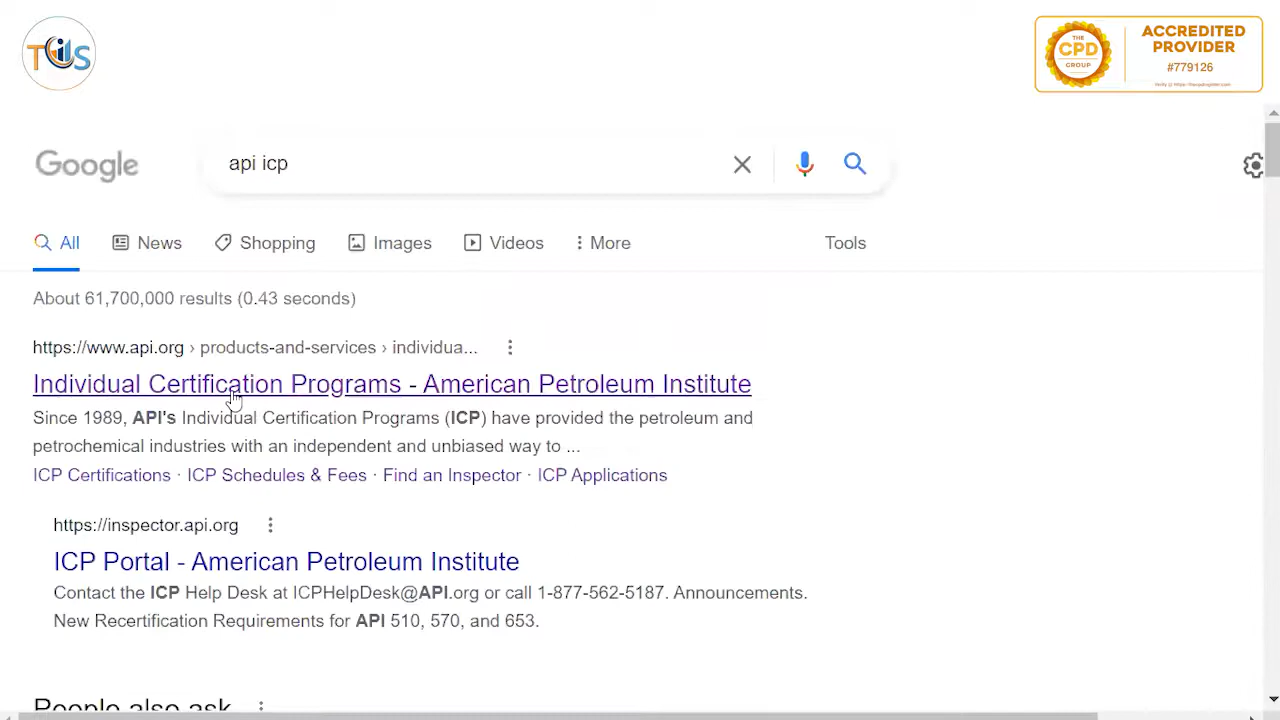 TCILS
THE
CPD
GROUP
ACCREDITED
PROVIDER
#779126
Google
api icp
All
News
Shopping
Images
Videos
More
Tools
About 61,700,000 results (0.43 seconds)
https://www.api.org › products-and-services › individua...
Individual Certification Programs - American Petroleum Institute
Since 1989, API's Individual Certification Programs (ICP) have provided the petroleum and
petrochemical industries with an independent and unbiased way to ...
ICP Certifications · ICP Schedules & Fees · Find an Inspector · ICP Applications
https://inspector.api.org
ICP Portal - American Petroleum Institute
Contact the ICP Help Desk at ICPHelpDesk@API.org or call 1-877-562-5187. Announcements.
New Recertification Requirements for API 510, 570, and 653.
People also ask